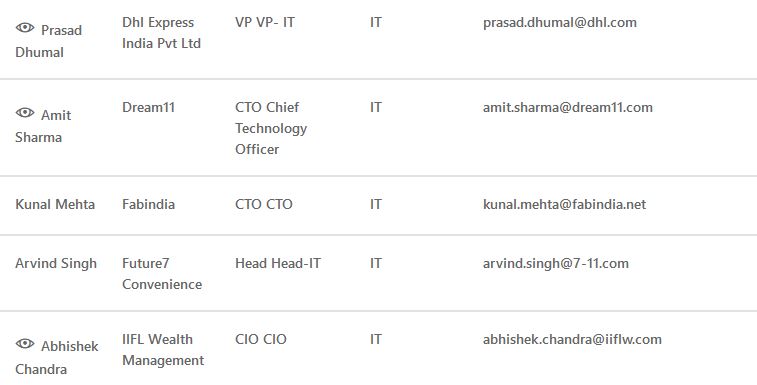 Prasad Dhumal Dhl Express India Pvt Ltd VP VP- IT IT prasad.dhumal@dhl.com
Amit Sharma Dream11 CTO Chief Technology Officer IT amit.sharma@dream11.com
Kunal Mehta Fabindia CTO CTO IT kunal.mehta@fabindia.net
Arvind Singh Future7 Convenience Head Head-IT IT arvind.singh@7-11.com
Abhishek Chandra IIFL Wealth Management CIO CIO IT abhishek.chandra@iiflw.com